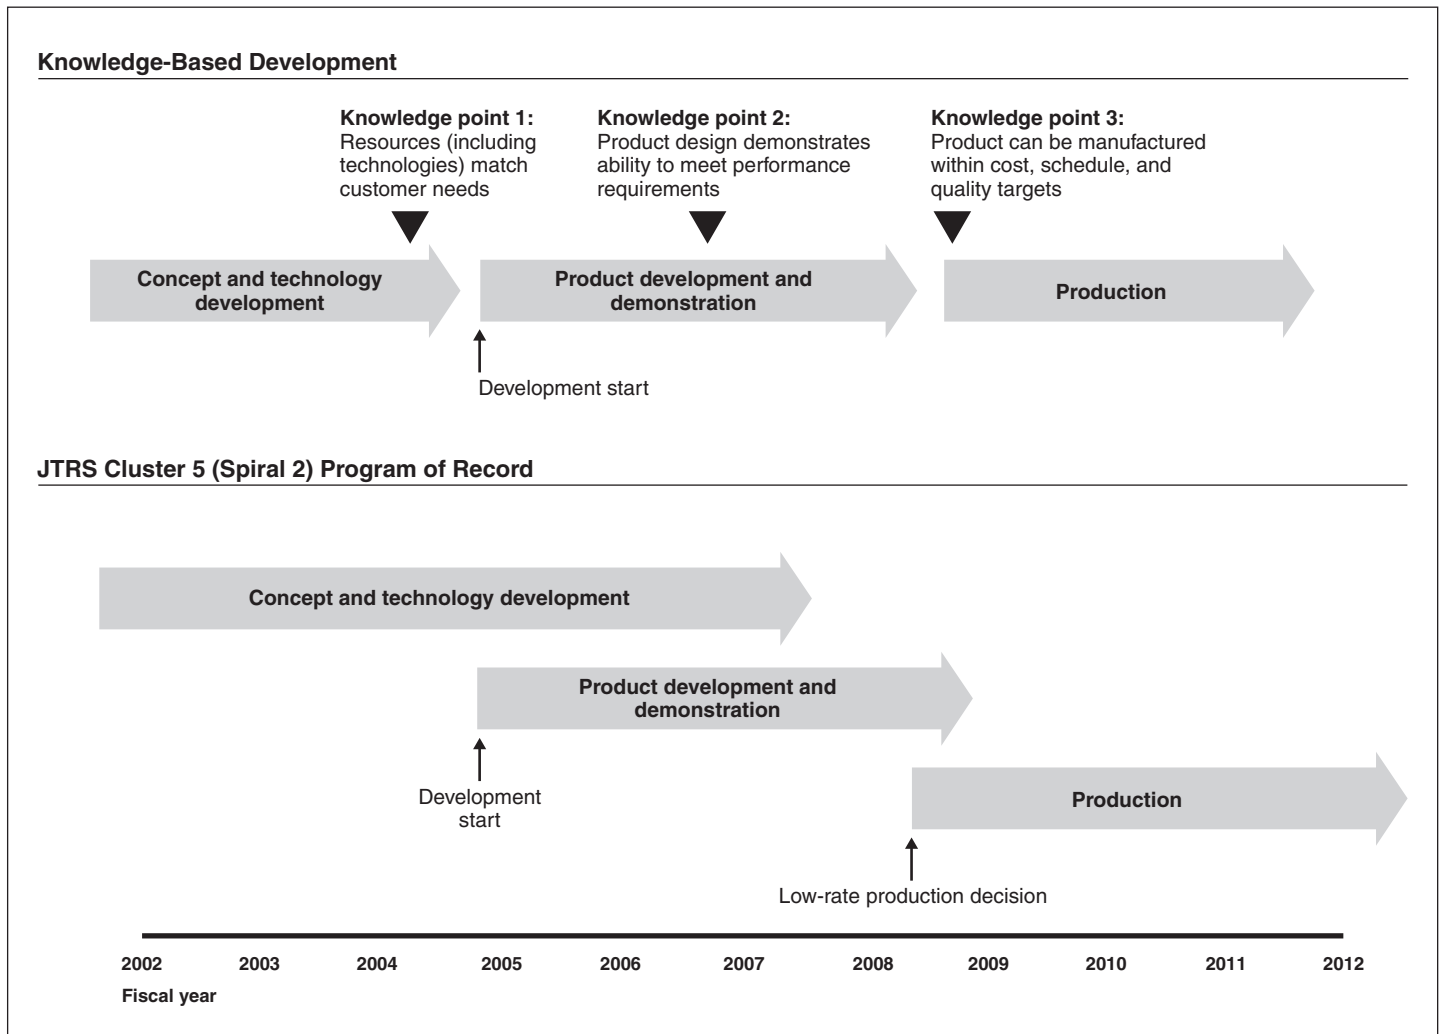 Knowledge-Based Development
Knowledge point 1:
Resources (including
technologies) match
customer needs
Knowledge point 2:
Product design demonstrates
ability to meet performance
requirements
Knowledge point 3:
Product can be manufactured
within cost, schedule, and
quality targets
Concept and technology
development
Product development and
demonstration
Production
Development start
JTRS Cluster 5 (Spiral 2) Program of Record
Concept and technology development
Product development and
demonstration
Development
start
Production
Low-rate production decision
2002 2003 2004 2005 2006 2007 2008 2009 2010 2011 2012
Fiscal year